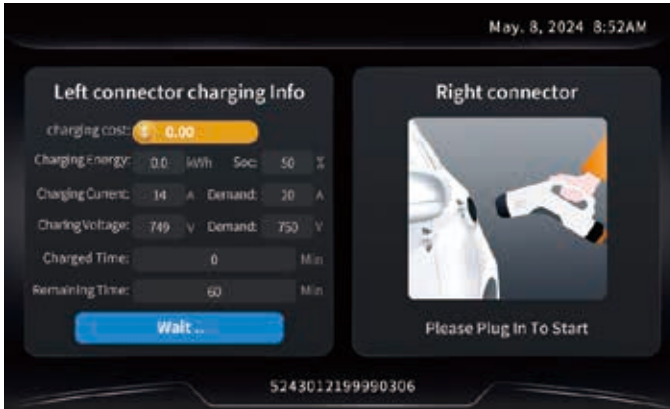 May. 8, 2024 8:52AM
Left connector charging Info
charging cost: $ 0.00
Charging Energy: 0.0 kWh Soc: 50 %
Charging Current: 14 A Demand: 20 A
Charing Voltage: 749 V Demand: 750 V
Charged Time: 0 Min
Remaining Time: 60 Min
Wait ..
Right connector
Please Plug In To Start
5243012199990306